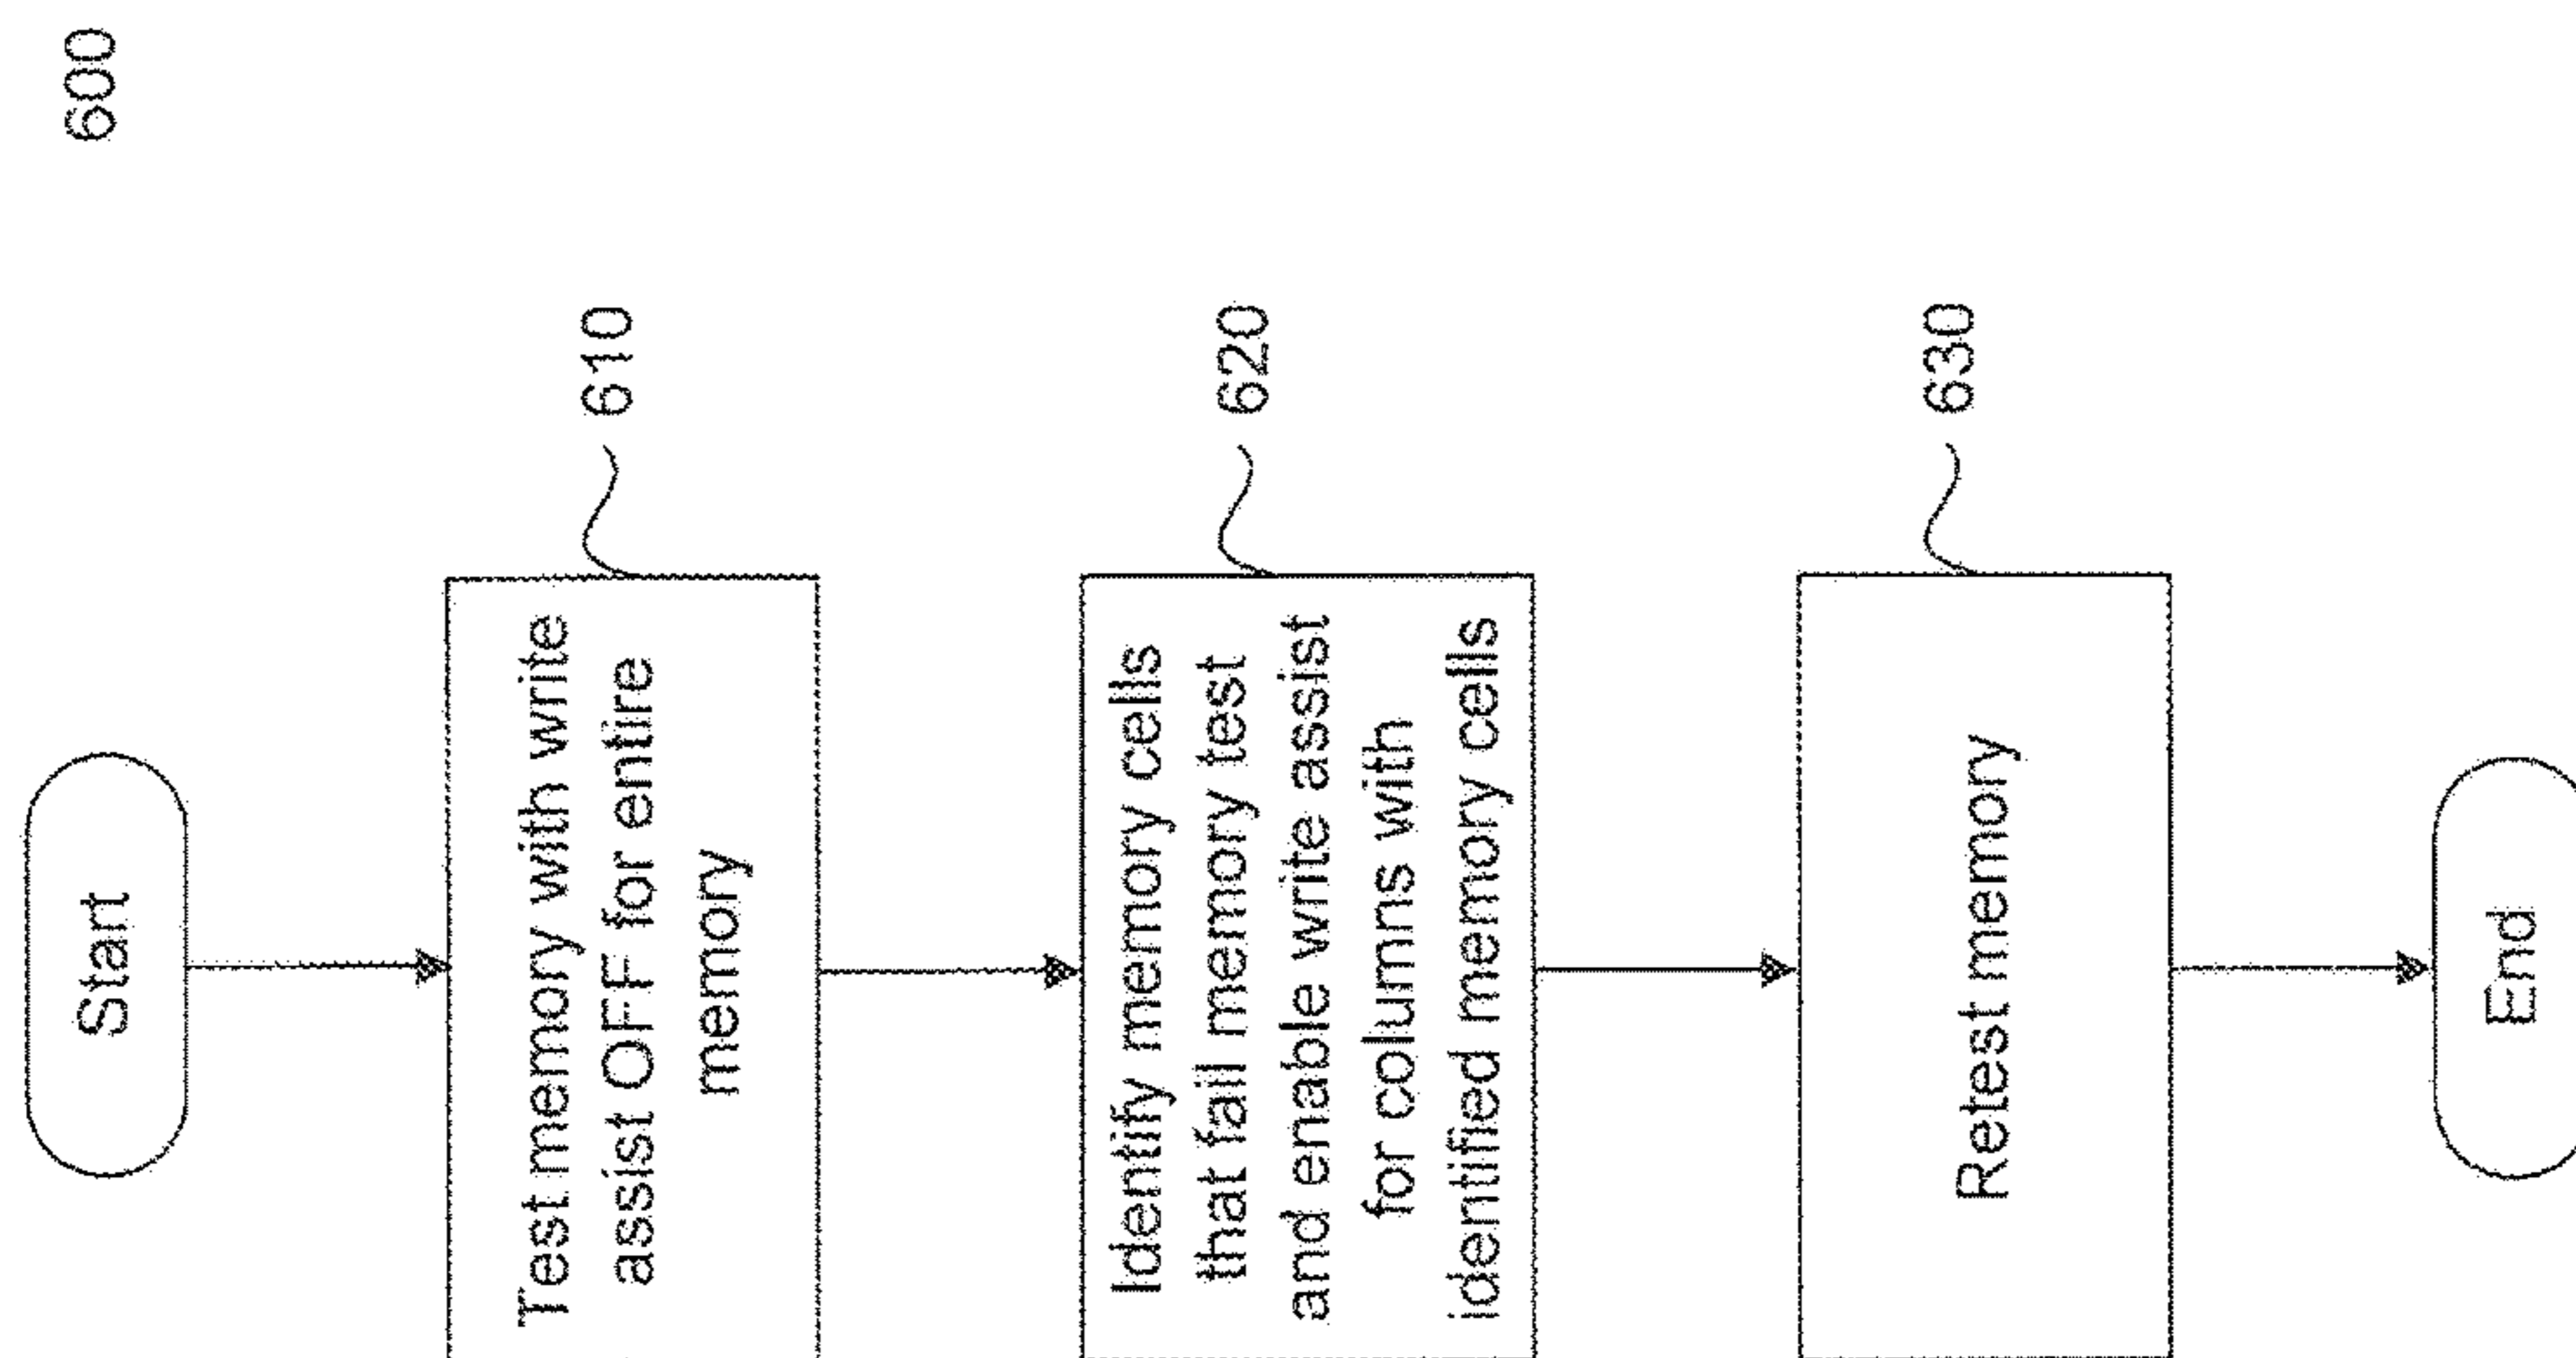 600
Start
Test memory with write
assist OFF for entire
memory
610
Identify memory cells
that fail memory test
and enable write assist
for columns with
identified memory cells
620
Retest memory
630
End